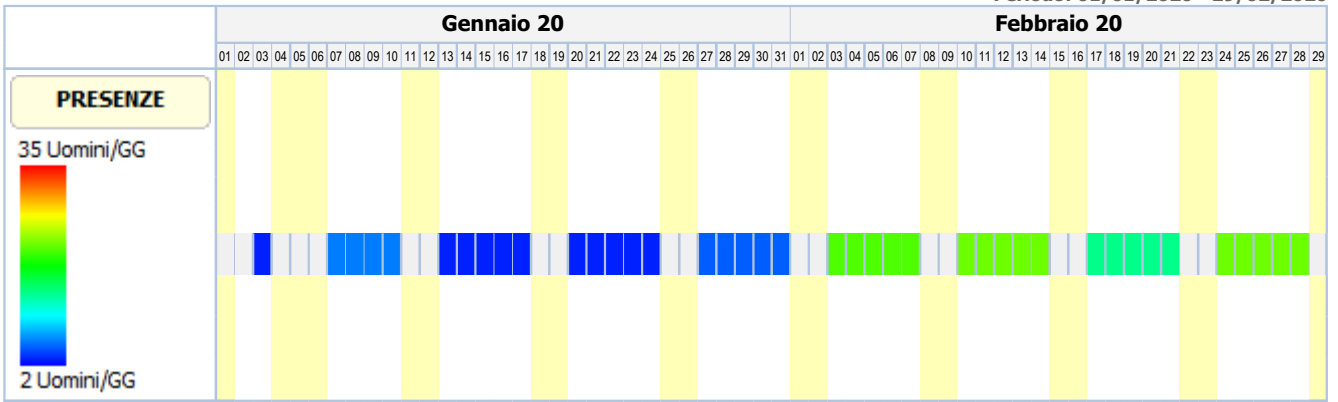 Gennaio 20 Febbraio 20
01 02 03 04 05 06 07 08 09 10 11 12 13 14 15 16 17 18 19 20 21 22 23 24 25 26 27 28 29 30 31 01 02 03 04 05 06 07 08 09 10 11 12 13 14 15 16 17 18 19 20 21 22 23 24 25 26 27 28 29
PRESENZE
35 Uomini/GG
2 Uomini/GG